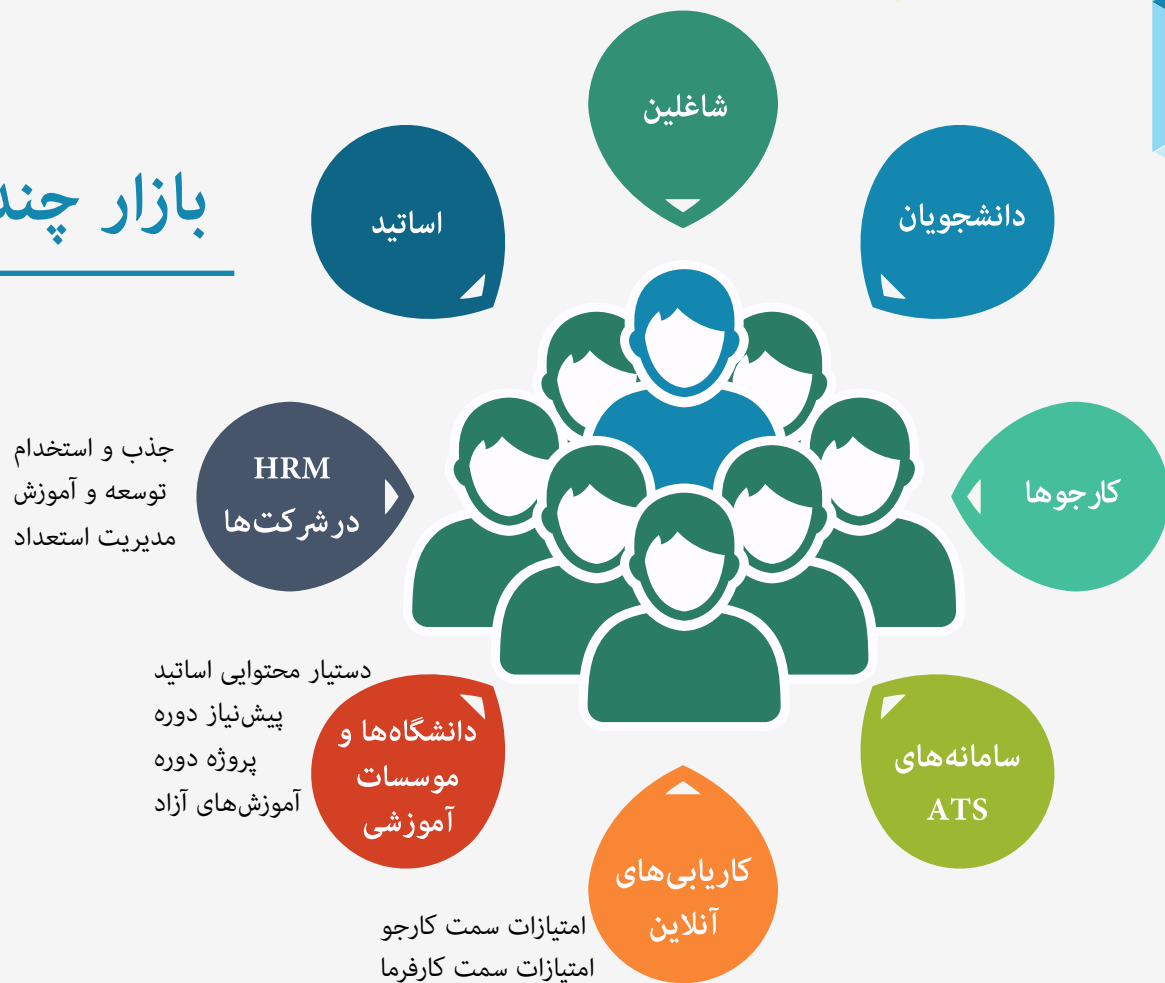 بازار چند
شاغلین
دانشجویان
اساتید
کارجوها
HRM
در شرکت‌ها
جذب و استخدام
توسعه و آموزش
مدیریت استعداد
سامانه‌های
ATS
دانشگاه‌ها و
موسسات
آموزشی
دستیار محتوایی اساتید
پیش‌نیاز دوره
پروژه دوره
آموزش‌های آزاد
کاریابی‌های
آنلاین
امتیازات سمت کارجو
امتیازات سمت کارفرما